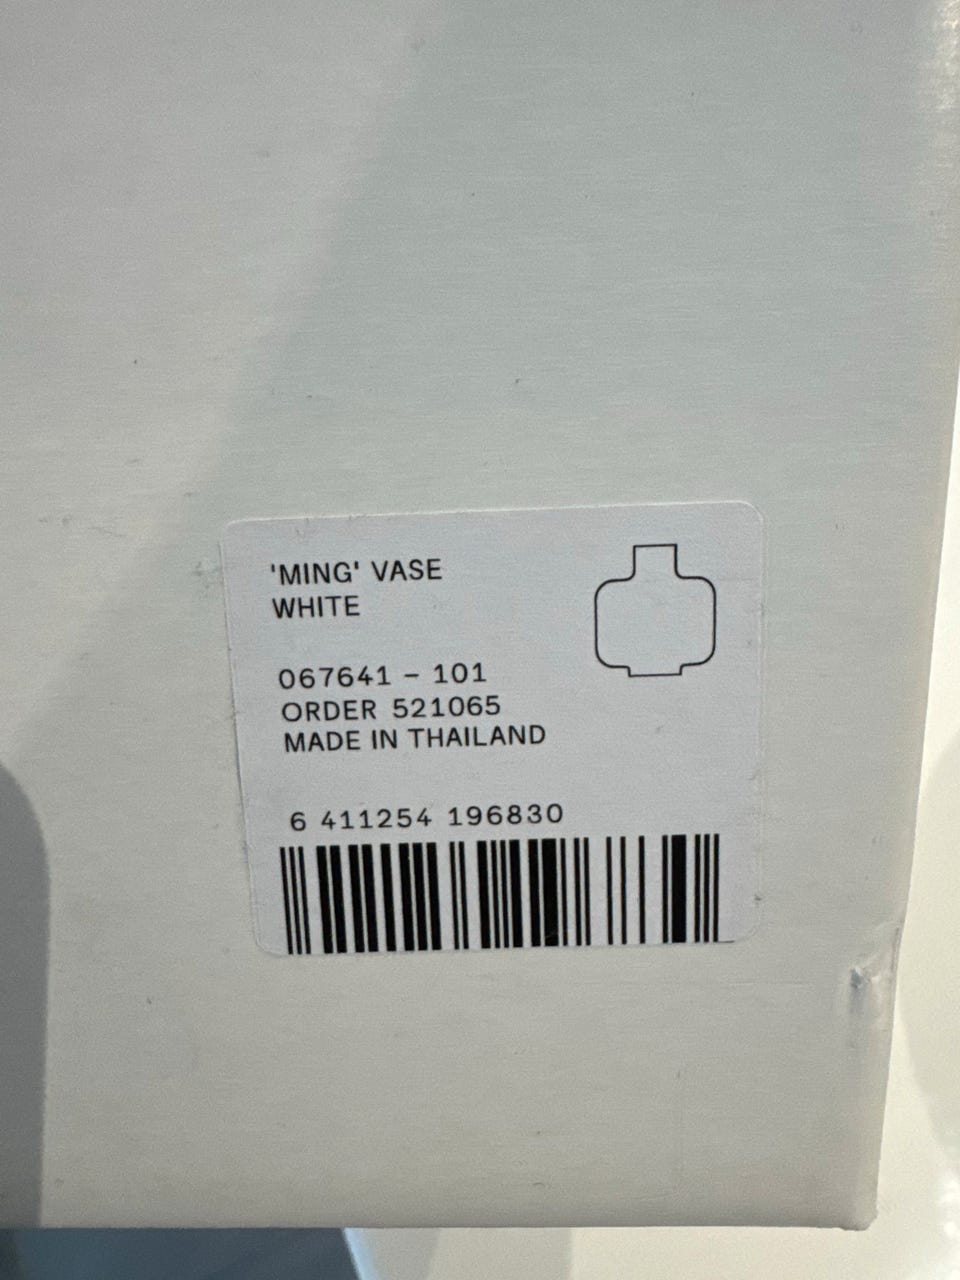 'MING' VASE
WHITE
067641 - 101
ORDER 521065
MADE IN THAILAND
6 411254 196830